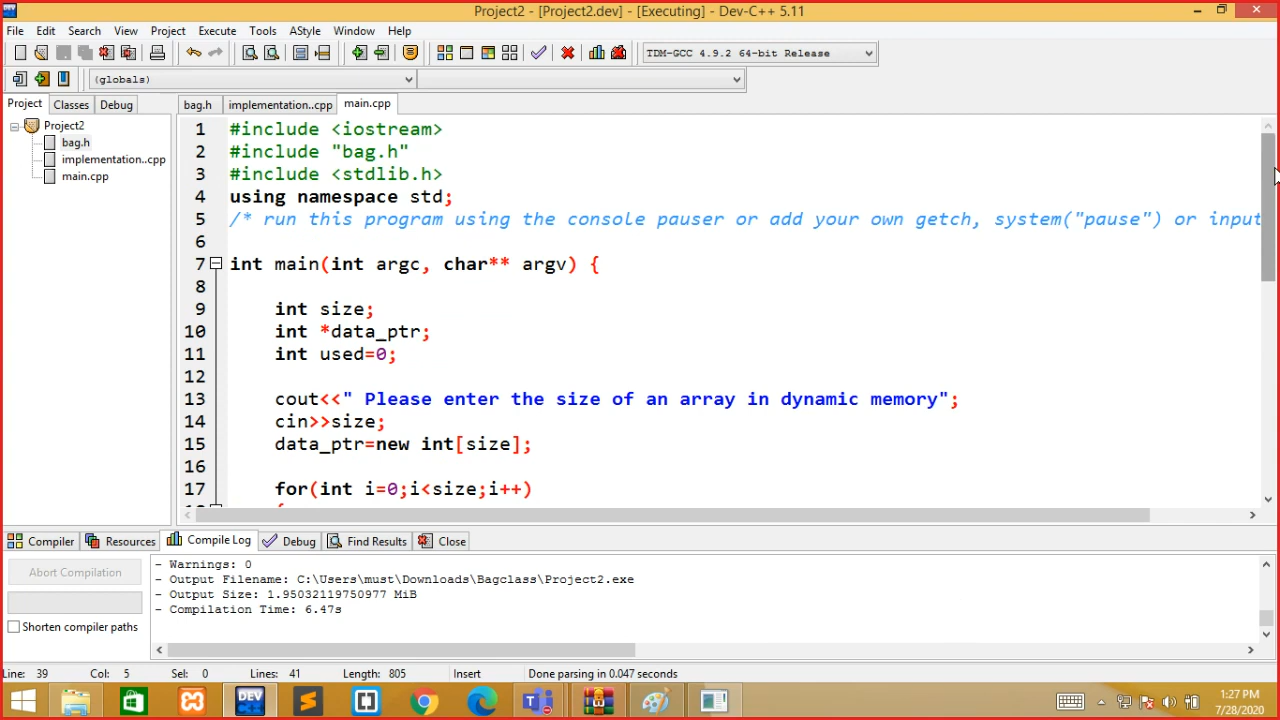 Project2 - [Project2.dev] - [Executing] - Dev-C++ 5.11
File Edit Search View Project Execute Tools AStyle Window Help
TDM-GCC 4.9.2 64-bit Release
(globals)
Project Classes Debug
bag.h implementation..cpp main.cpp
Project2
bag.h
implementation..cpp
main.cpp
1 #include <iostream>
2 #include "bag.h"
3 #include <stdlib.h>
4 using namespace std;
5 /* run this program using the console pauser or add your own getch, system("pause") or input
6
7 int main(int argc, char** argv) {
8
9 int size;
10 int *data_ptr;
11 int used=0;
12
13 cout<<" Please enter the size of an array in dynamic memory";
14 cin>>size;
15 data_ptr=new int[size];
16
17 for(int i=0;i<size;i++)
Compiler Resources Compile Log Debug Find Results Close
Abort Compilation
Shorten compiler paths
- Warnings: 0
- Output Filename: C:\Users\must\Downloads\Bagclass\Project2.exe
- Output Size: 1.95032119750977 MiB
- Compilation Time: 6.47s
Line: 39 Col: 5 Sel: 0 Lines: 41 Length: 805 Insert Done parsing in 0.047 seconds
DEV
1:27 PM
7/28/2020